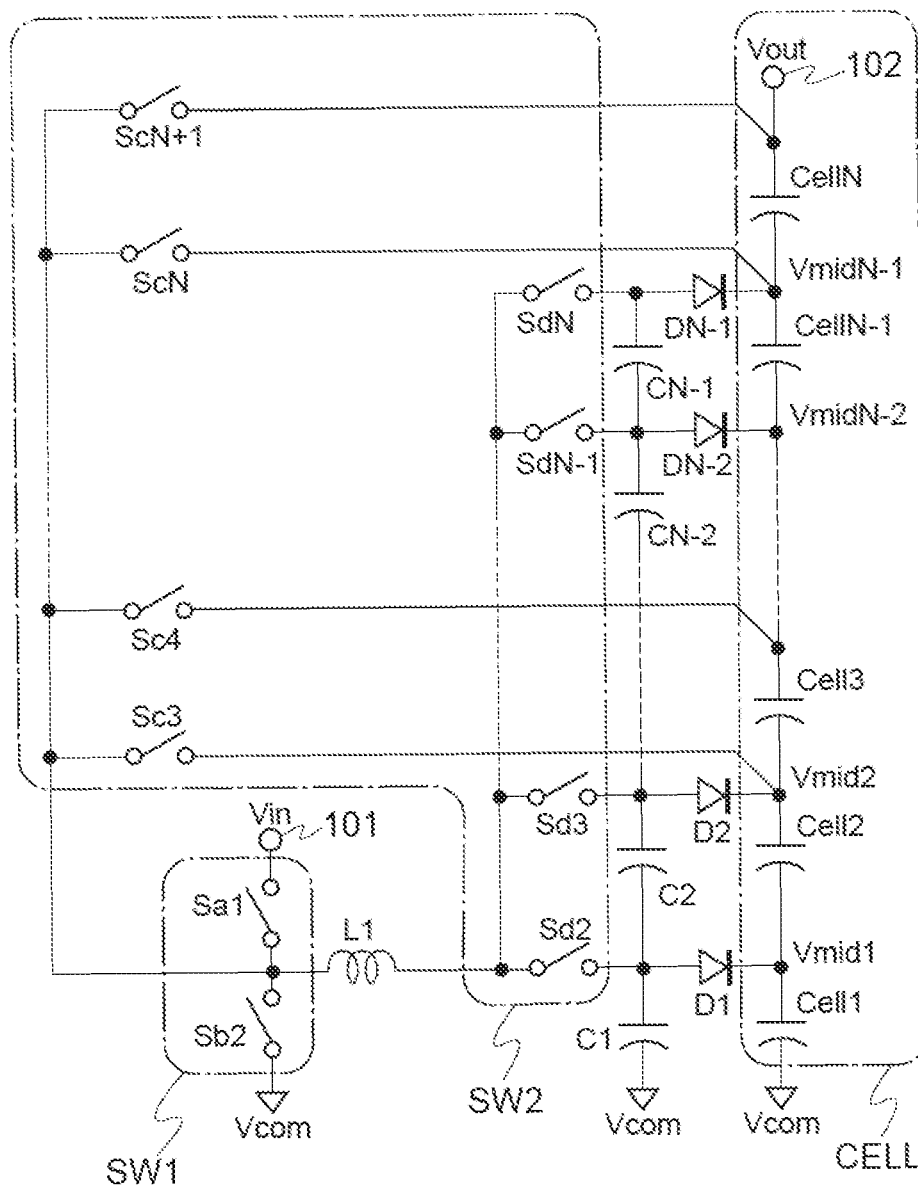 Vout
102
ScN+1
CellN
ScN
VmidN-1
SdN
DN-1
CellN-1
CN-1
VmidN-2
SdN-1
DN-2
CN-2
Sc4
Cell3
Sc3
Vmid2
Vin
101
Sd3
D2
Cell2
Sa1
C2
L1
Sd2
Vmid1
D1
Cell1
Sb2
C1
SW2
Vcom
Vcom
Vcom
SW1
CELL